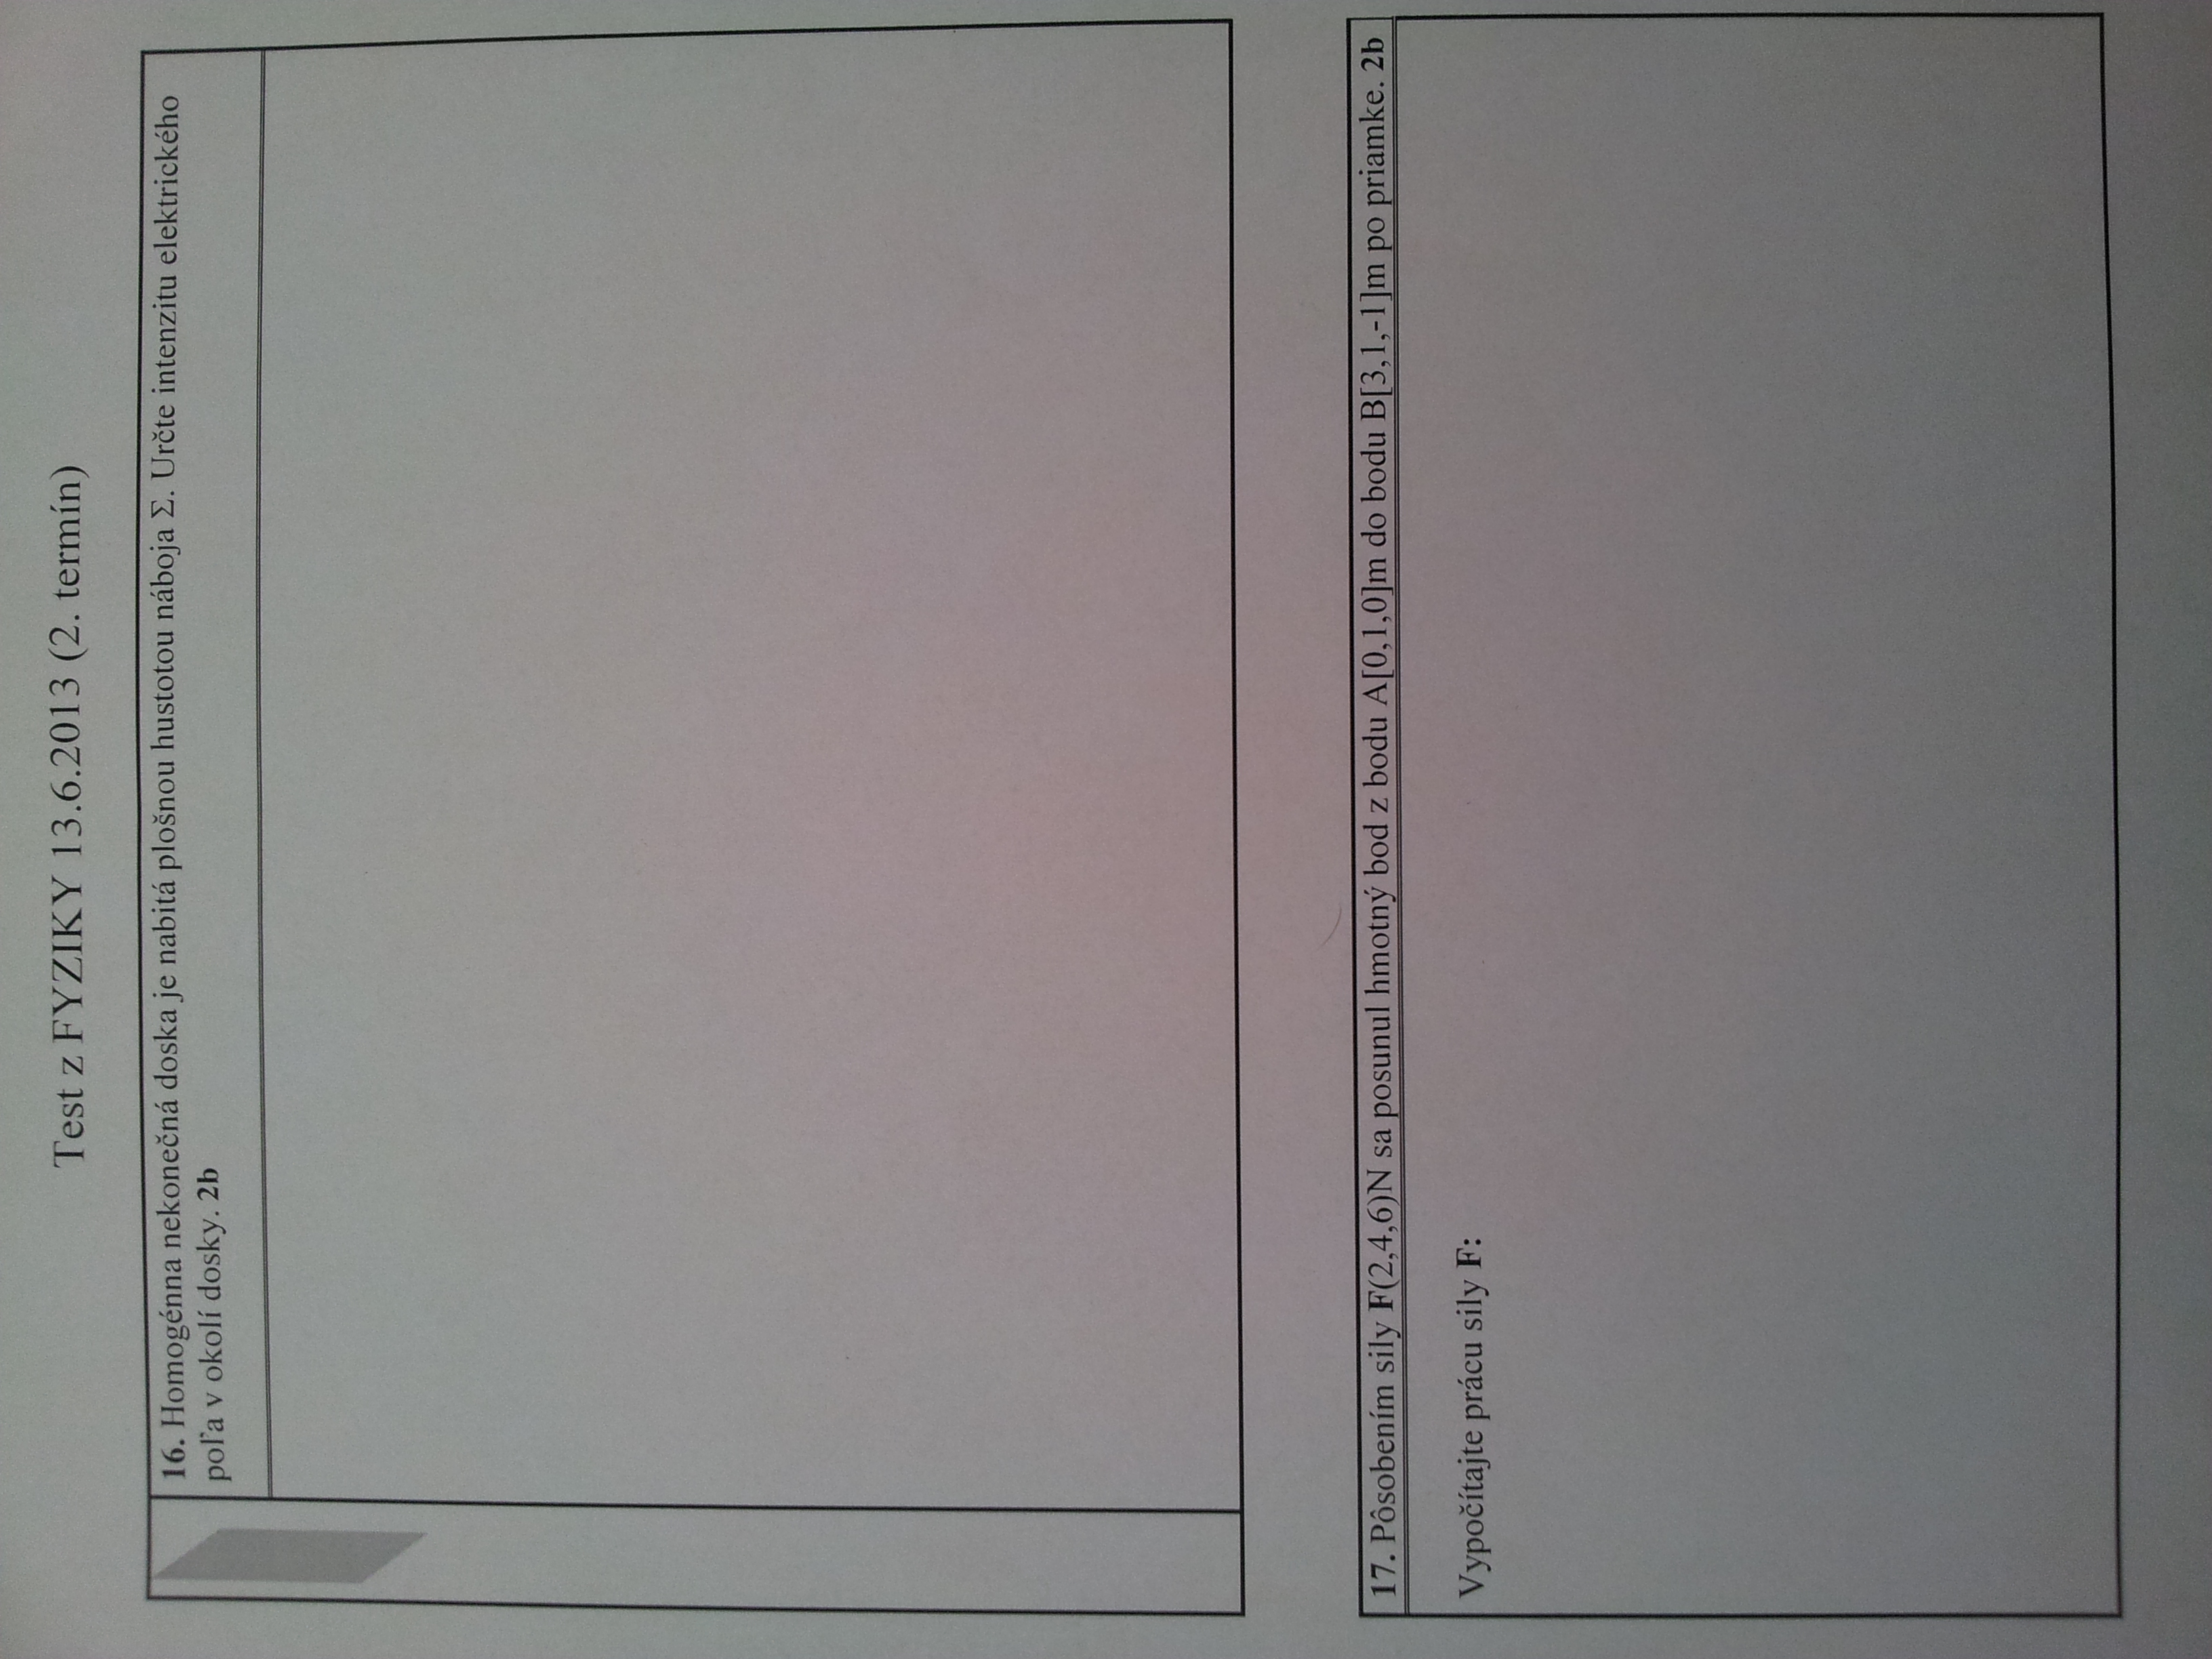 Test z FYZIKY 13.6.2013 (2. termín)
16. Homogénna nekonečná doska je nabitá plošnou hustotou náboja Σ. Určte intenzitu elektrického
poľa v okolí dosky. 2b
17. Pôsobením sily F(2,4,6)N sa posunul hmotný bod z bodu A[0,1,0]m do bodu B[3,1,-1]m po priamke. 2b
Vypočítajte prácu sily F: